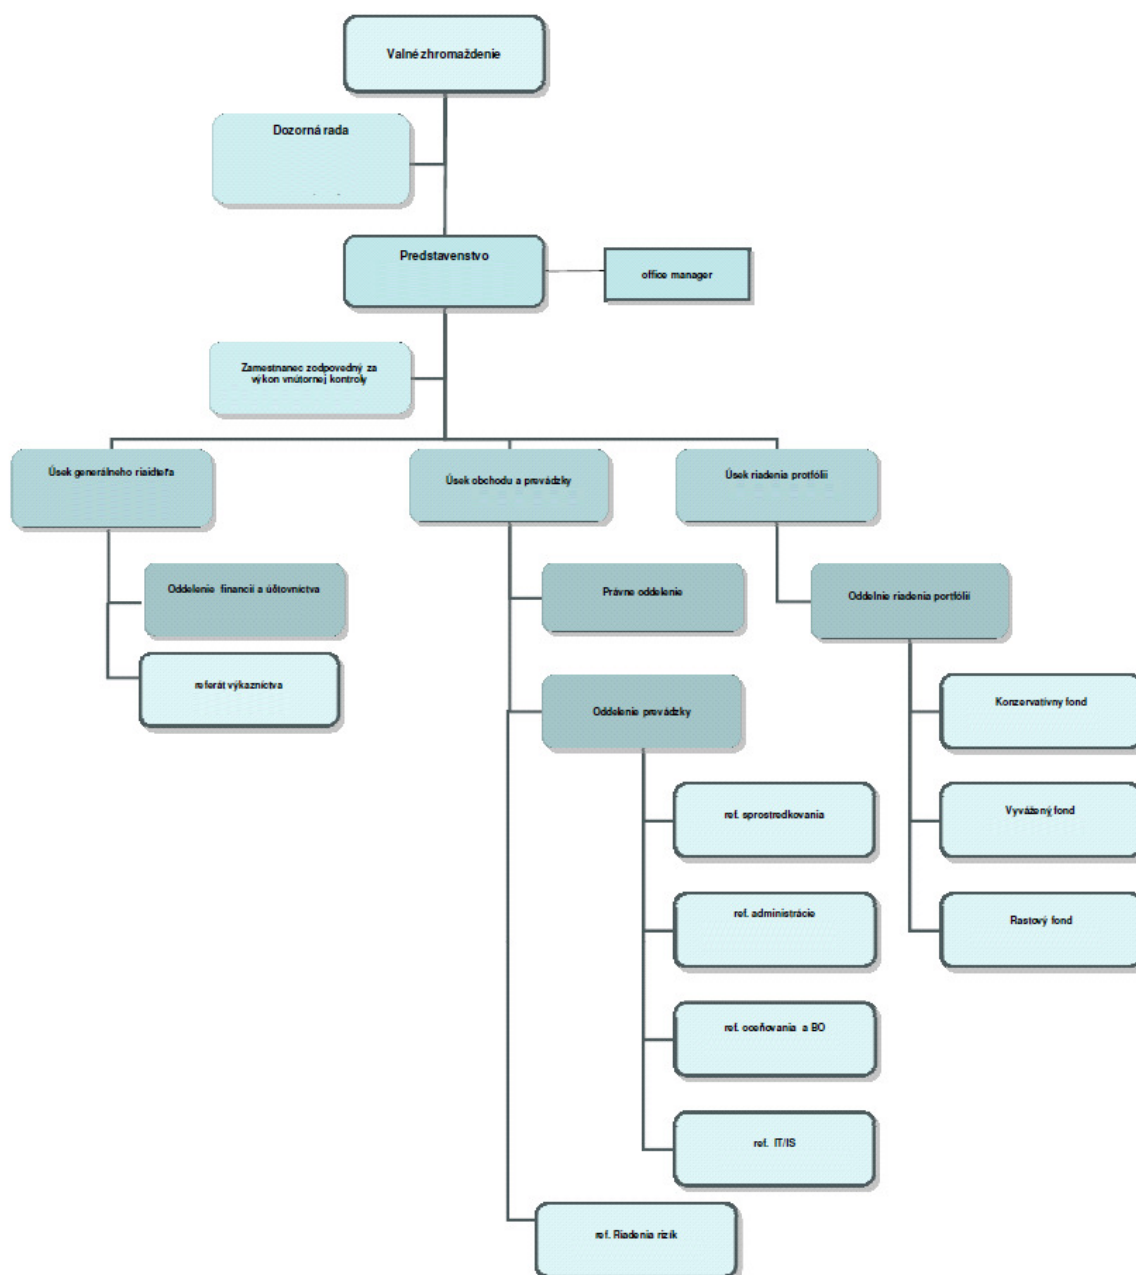 Valné zhromaždenie
Dozorná rada
Predstavenstvo
office manager
Zamestnanec zodpovedný za
výkon vnútornej kontroly
Úsek generálneho riaidteľa
Úsek obchodu a prevádzky
Úsek riadenia protfólií
Oddelenie financií a účtovníctva
Právne oddelenie
Oddelnie riadenia portfólií
referát výkazníctva
Oddelenie prevádzky
Konzervatívny fond
ref. sprostredkovania
Vyvážený fond
ref. administrácie
Rastový fond
ref. oceňovania a BO
ref. IT/IS
ref. Riadenia rizík